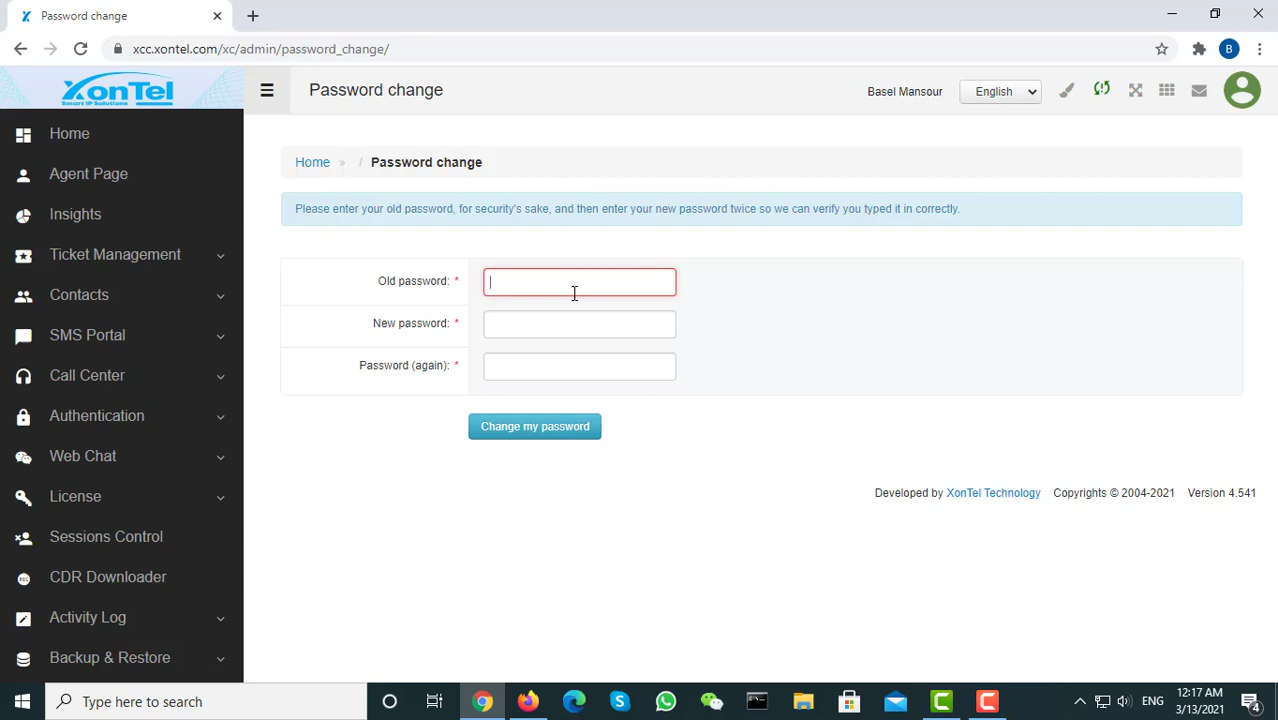 Password change
xcc.xontel.com/xc/admin/password_change/
B
XonTel
Smart IP Solutions
Password change
Basel Mansour
English
Home
Agent Page
Insights
Ticket Management
Contacts
SMS Portal
Call Center
Authentication
Web Chat
License
Sessions Control
REC
CDR Downloader
Activity Log
Backup & Restore
Home » / Password change
Please enter your old password, for security's sake, and then enter your new password twice so we can verify you typed it in correctly.
Old password: *
New password: *
Password (again): *
Change my password
Developed by XonTel Technology Copyrights © 2004-2021 Version 4.541
Type here to search
ENG
12:17 AM
3/13/2021
4